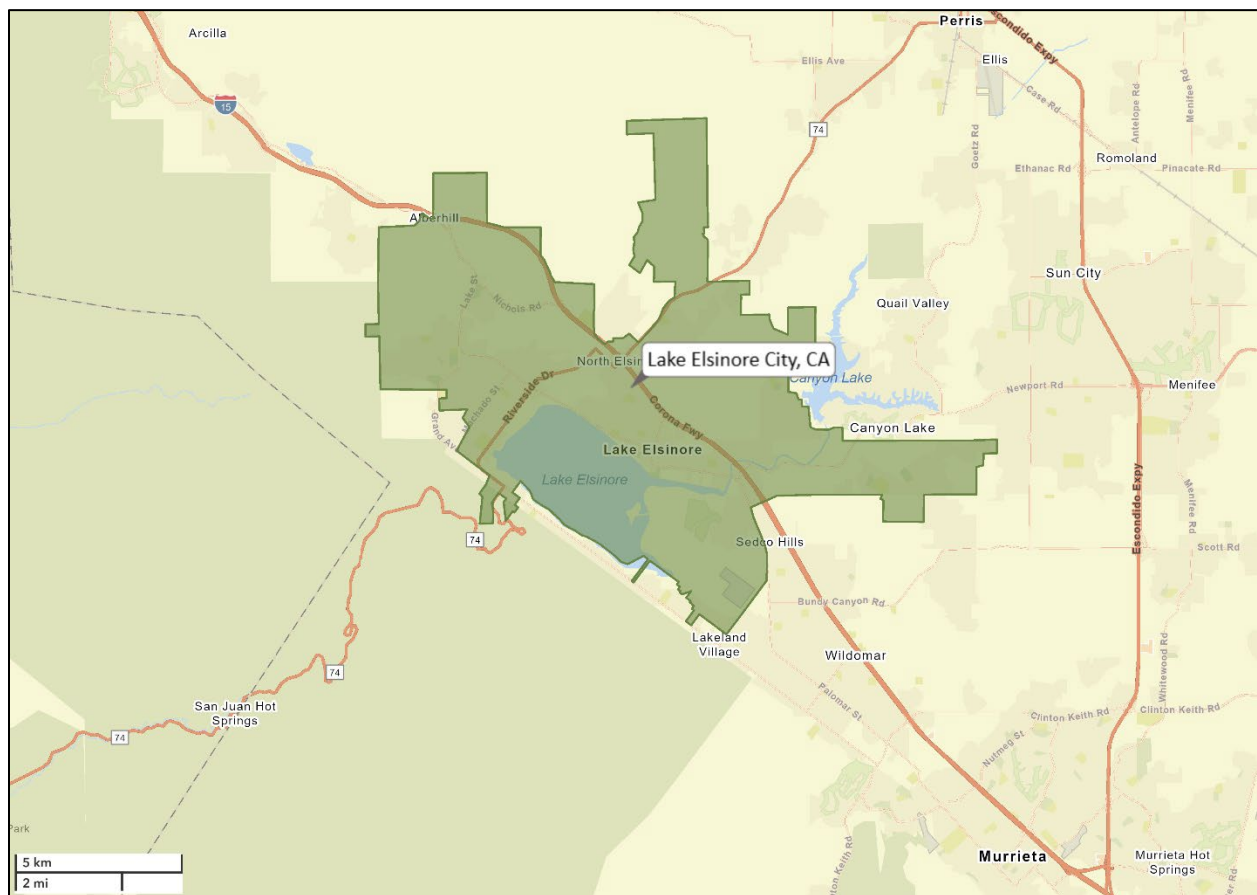 Arcilla
Perris
Escondido Expy
Ellis
Ellis Ave
Case Rd
Antelope Rd
Menifee Rd
15
74
Goetz Rd
Romoland
Ethanac Rd
Pinacate Rd
Alberhill
Sun City
Lake St
Nichols Rd
Quail Valley
North
Lake Elsinore City, CA
Canyon Lake
Riverside Dr
Machado St
Grand Ave
Corona Fwy
Newport Rd
Menifee
Canyon Lake
Lake Elsinore
Lake Elsinore
Escondido Expy
Menifee Rd
74
Sedco Hills
Scott Rd
Bundy Canyon Rd
Lakeland
Village
Wildomar
Whitewood Rd
74
San Juan Hot
Springs
Palomar St
Clinton Keith Rd
Clinton Keith Rd
Nutmeg St
74
Park
Murrieta
Murrieta Hot
Springs
Keith Rd
5 km
2 mi